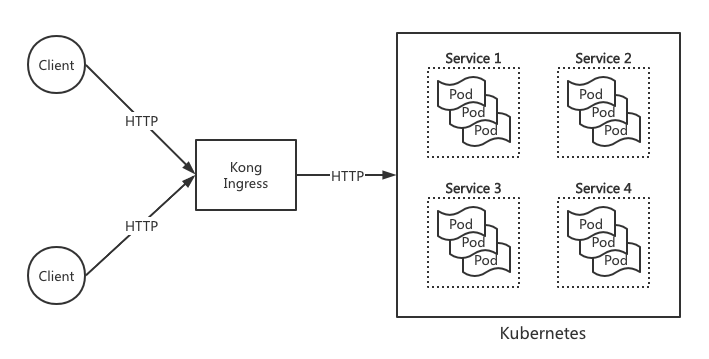 Client
HTTP
Kong
Ingress
HTTP
Client
HTTP
Service 1
Pod
Pod
Pod
Service 2
Pod
Pod
Pod
Service 3
Pod
Pod
Pod
Service 4
Pod
Pod
Pod
Kubernetes